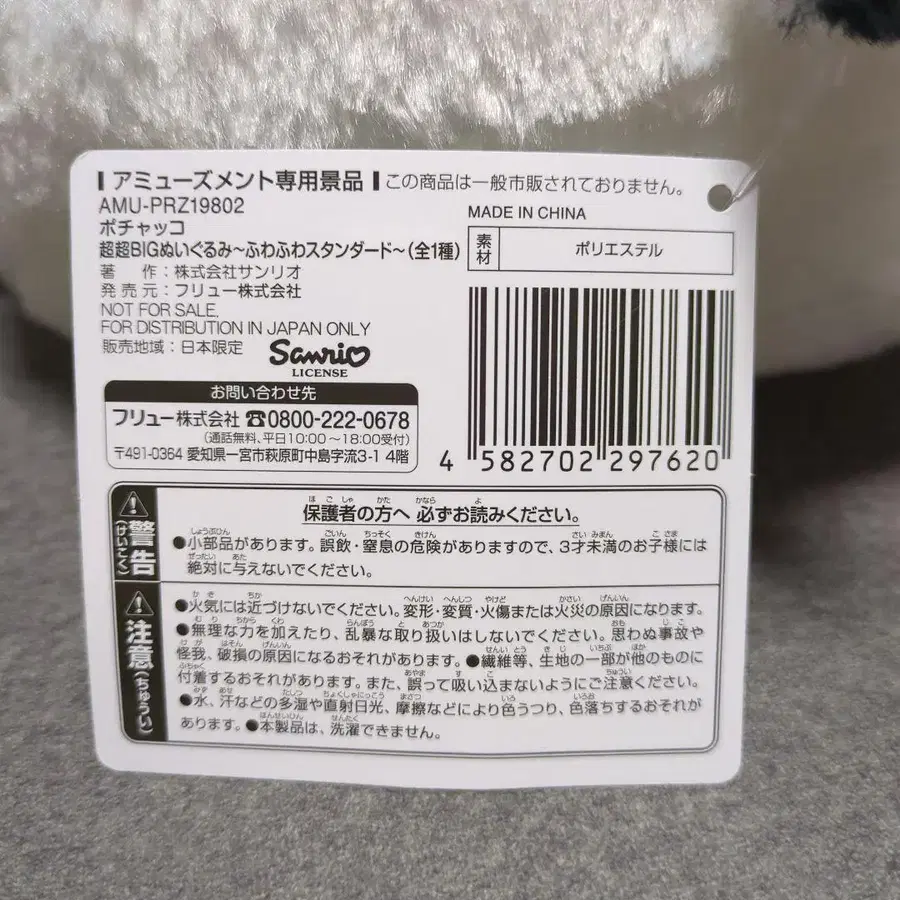 アミューズメント専用景品 この商品は一般市販されておりません。
AMU-PRZ19802
ポチャッコ
超超BIGぬいぐるみ〜ふわふわスタンダード〜(全1種)
著 作:株式会社サンリオ
発 売 元:フリュー株式会社
NOT FOR SALE.
FOR DISTRIBUTION IN JAPAN ONLY
販売地域:日本限定
Sanrio
LICENSE
MADE IN CHINA
素材 ポリエステル
4 582702 297620
お問い合わせ先
フリュー株式会社 ☎0800-222-0678
(通話無料、平日10:00〜18:00受付)
〒491-0364 愛知県一宮市萩原町中島字流3-1 4階
警告(けいこく)
保護者の方へ 必ずお読みください。
●小部品があります。誤飲・窒息の危険がありますので、3才未満のお子様には
絶対に与えないでください。
注意(ちゅうい)
●火気には近づけないでください。変形・変質・火傷または火災の原因になります。
●無理な力を加えたり、乱暴な取り扱いはしないでください。思わぬ事故や
怪我、破損の原因になるおそれがあります。●繊維等、生地の一部が他のものに
付着するおそれがあります。また、誤って吸い込まないようにご注意ください。
●水、汗などの多湿や直射日光、摩擦などにより色うつり、色落ちするおそれが
あります。●本製品は、洗濯できません。